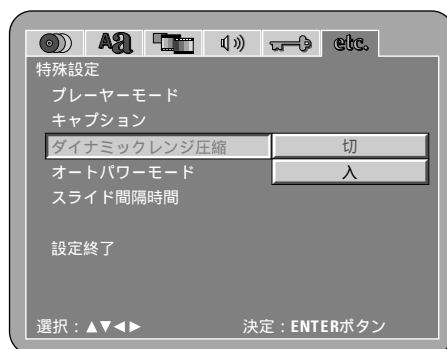 Aあ etc.
特殊設定
プレーヤーモード
キャプション
ダイナミックレンジ圧縮 切
オートパワーモード 入
スライド間隔時間
設定終了
選択：▲▼◀▶ 決定：ENTERボタン